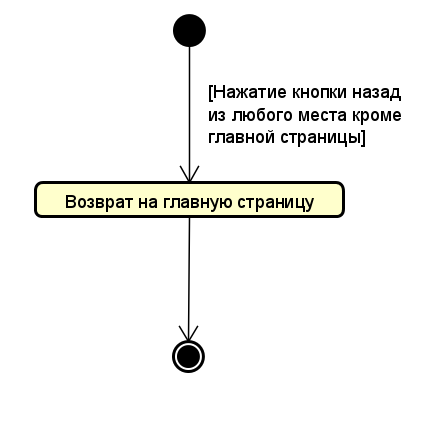 [Нажатие кнопки назад
из любого места кроме
главной страницы]
Возврат на главную страницу